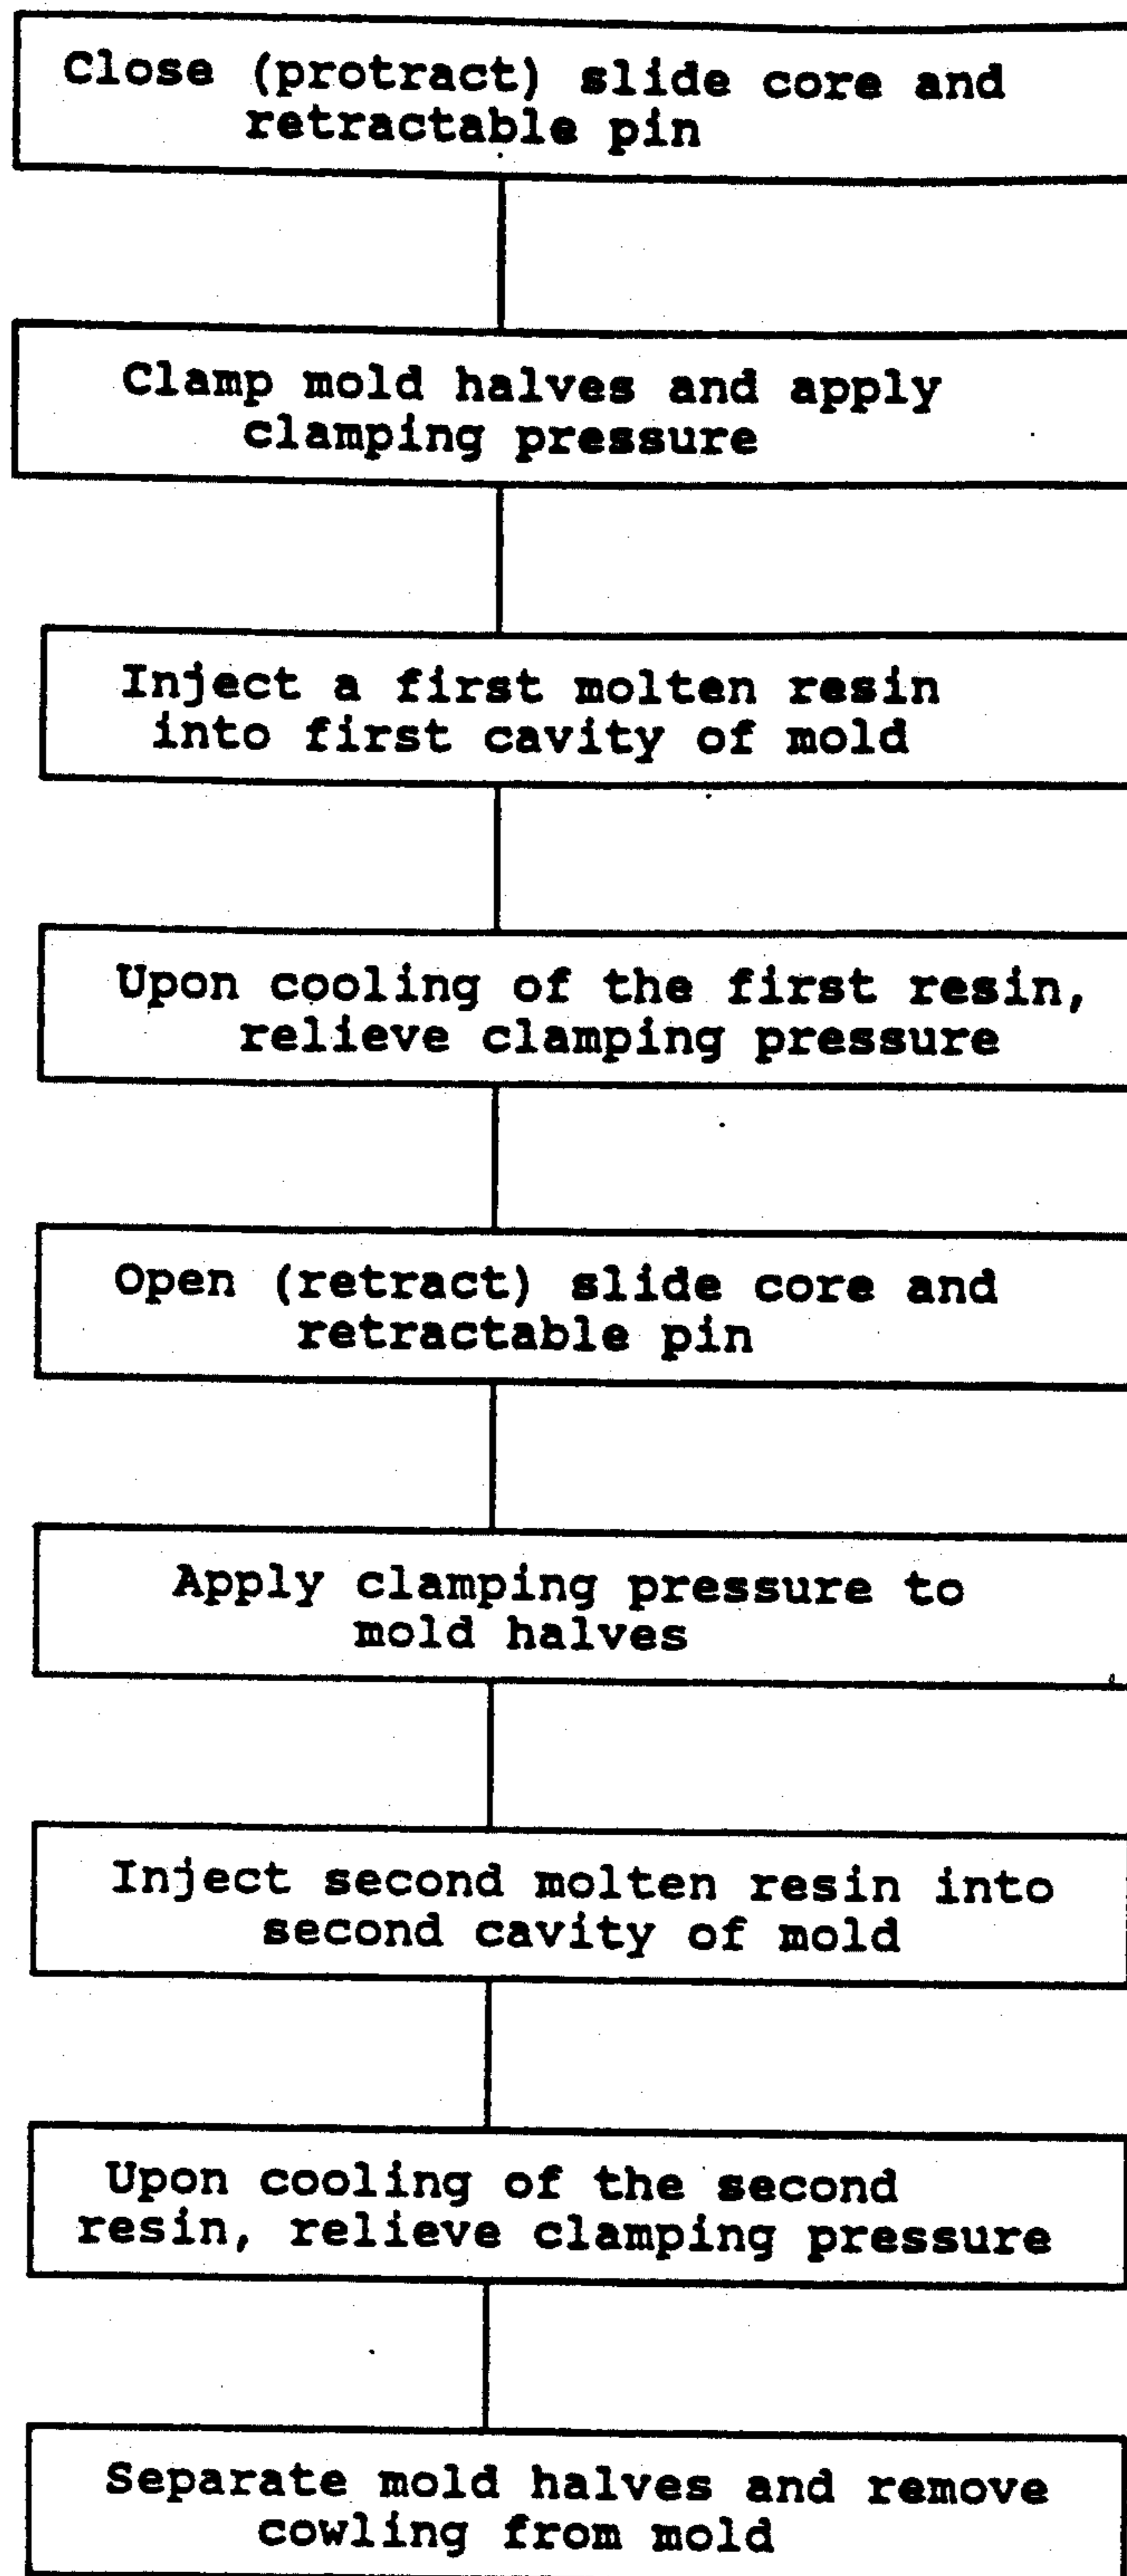 Close (protract) slide core and
retractable pin
Clamp mold halves and apply
clamping pressure
Inject a first molten resin
into first cavity of mold
Upon cooling of the first resin,
relieve clamping pressure
Open (retract) slide core and
retractable pin
Apply clamping pressure to
mold halves
Inject second molten resin into
second cavity of mold
Upon cooling of the second
resin, relieve clamping pressure
Separate mold halves and remove
cowling from mold